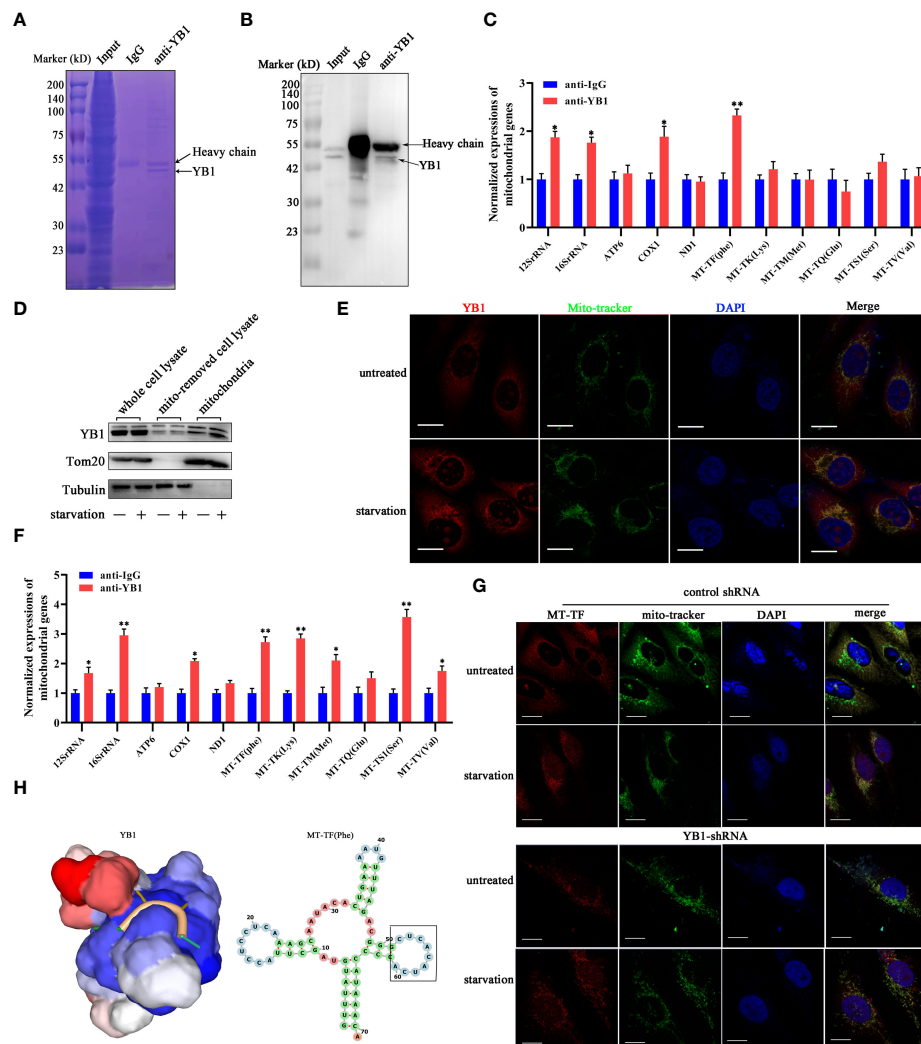 A
Marker (kD)
Input
IgG
anti-YB1
200
140
100
75
55
42
30
23
Heavy chain
YB1
B
Marker (kD)
Input
IgG
anti-YB1
200
140
100
75
55
42
30
23
Heavy chain
YB1
C
Normalized expressions of
mitochondrial genes
3
2
1
0
anti-IgG
anti-YB1
*
*
*
**
12SrRNA
16SrRNA
ATP6
COX1
ND1
MT-TF(phe)
MT-TK(Lys)
MT-TM(Met)
MT-TQ(Glu)
MT-TS1(Ser)
MT-TV(Val)
D
whole cell lysate
mito-removed cell lysate
mitochondria
YB1
Tom20
Tubulin
starvation — + — + — +
E
YB1 Mito-tracker DAPI Merge
untreated
starvation
F
Normalized expressions of
mitochondrial genes
5
4
3
2
1
0
anti-IgG
anti-YB1
*
**
*
**
**
*
**
*
12SrRNA
16SrRNA
ATP6
COX1
ND1
MT-TF(phe)
MT-TK(Lys)
MT-TM(Met)
MT-TQ(Glu)
MT-TS1(Ser)
MT-TV(Val)
G
control shRNA
MT-TF mito-tracker DAPI merge
untreated
starvation
YB1-shRNA
untreated
starvation
H
YB1
MT-TF(Phe)
10
20
30
40
50
60
70